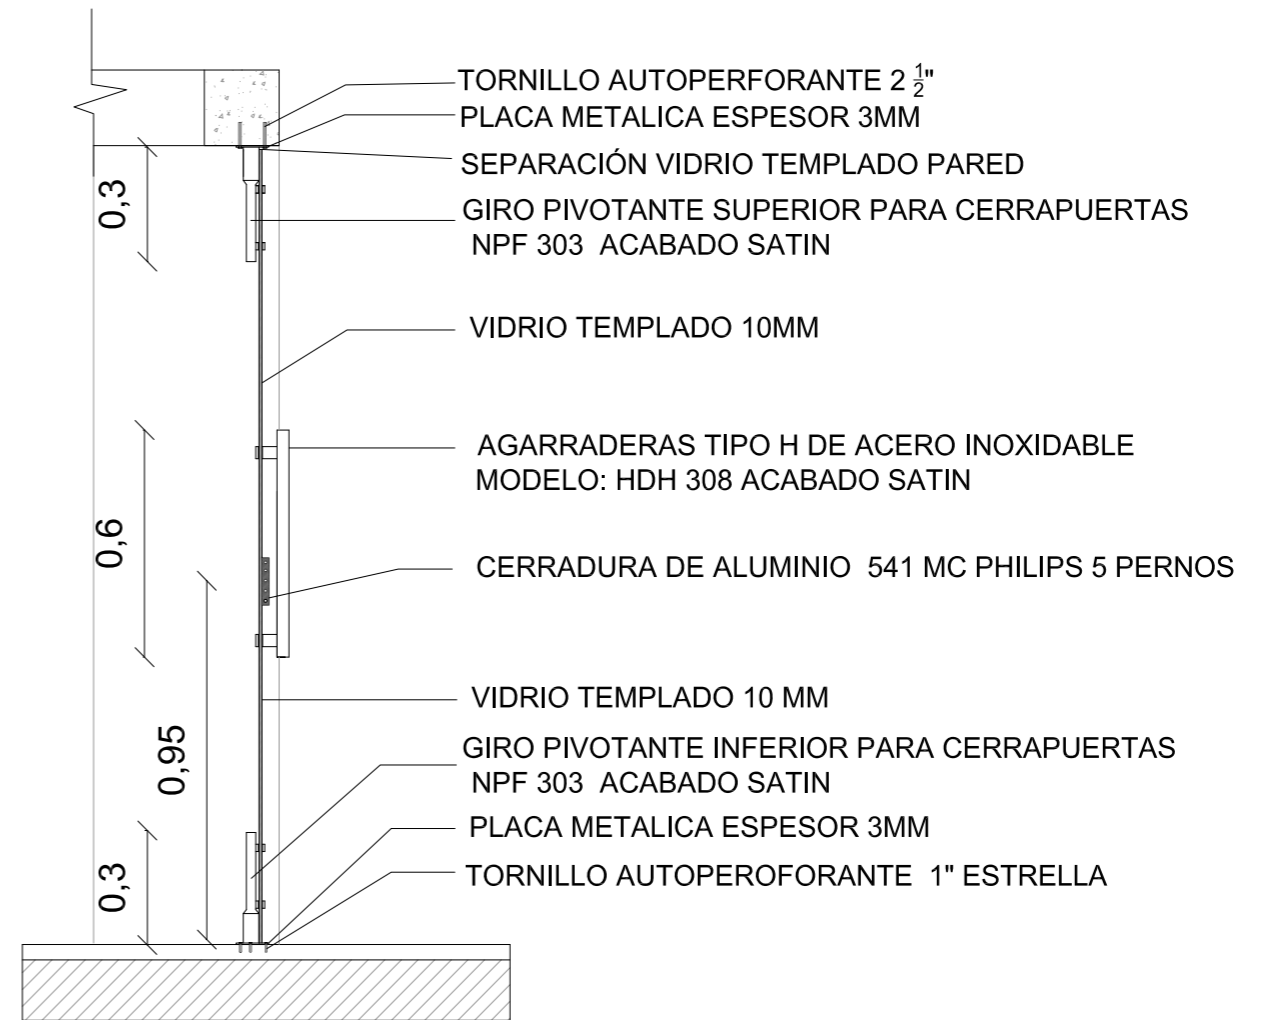 TORNILLO AUTOPERFORANTE 2 1/2"
PLACA METALICA ESPESOR 3MM
SEPARACIÓN VIDRIO TEMPLADO PARED
GIRO PIVOTANTE SUPERIOR PARA CERRAPUERTAS
NPF 303 ACABADO SATIN
0,3
VIDRIO TEMPLADO 10MM
AGARRADERAS TIPO H DE ACERO INOXIDABLE
MODELO: HDH 308 ACABADO SATIN
0,6
CERRADURA DE ALUMINIO 541 MC PHILIPS 5 PERNOS
VIDRIO TEMPLADO 10 MM
0,95
GIRO PIVOTANTE INFERIOR PARA CERRAPUERTAS
NPF 303 ACABADO SATIN
PLACA METALICA ESPESOR 3MM
0,3
TORNILLO AUTOPEROFORANTE 1" ESTRELLA